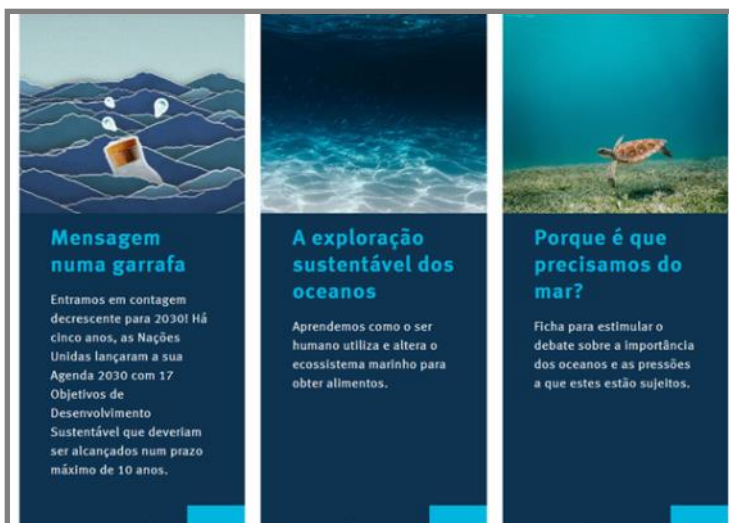 Mensagem
numa garrafa
Entramos em contagem
decrescente para 2030! Há
cinco anos, as Nações
Unidas lançaram a sua
Agenda 2030 com 17
Objetivos de
Desenvolvimento
Sustentável que deveriam
ser alcançados num prazo
máximo de 10 anos.
A exploração
sustentável dos
oceanos
Aprendemos como o ser
humano utiliza e altera o
ecossistema marinho para
obter alimentos.
Porque é que
precisamos do
mar?
Ficha para estimular o
debate sobre a importância
dos oceanos e as pressões
a que estes estão sujeitos.